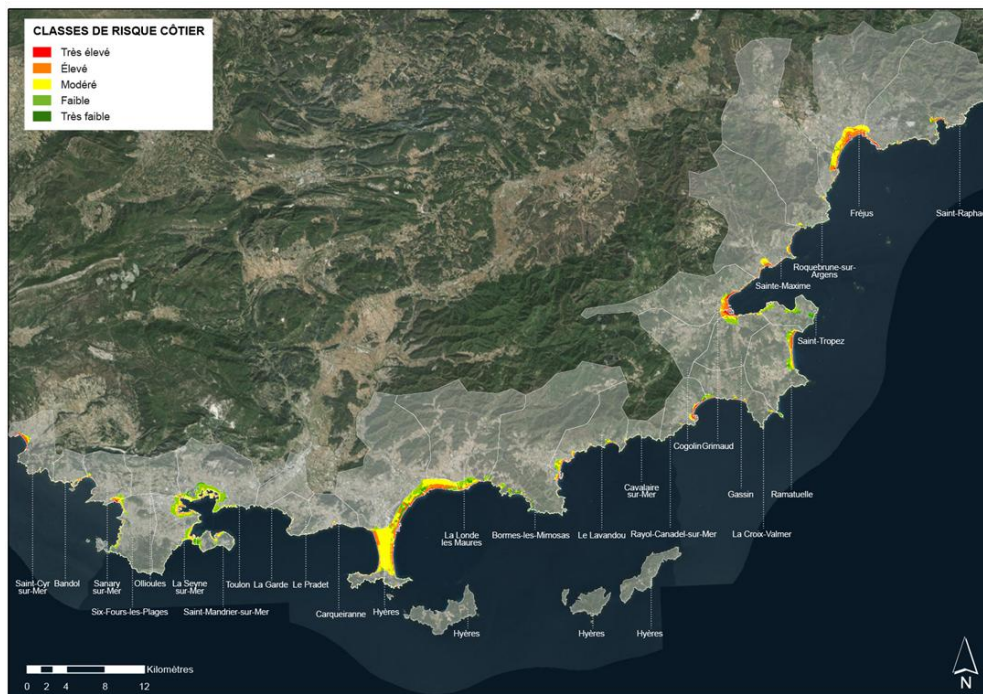 CLASSES DE RISQUE CÔTIER
Très élevé
Élevé
Modéré
Faible
Très faible
Fréjus
Saint-Rapha
Roquebrune-sur-
Argens
Sainte-Maxime
Saint-Tropez
Cogolin
Grimaud
Cavalaire
sur-Mer
Gassin
Ramatuelle
La Londe
les Maures
Bormes-les-Mimosas
Le Lavandou
Rayol-Canadel-sur-mer
La Croix-Valmer
Saint-Cyr
sur-Mer
Bandol
Sanary
sur-Mer
Ollioules
La Seyne
sur-Mer
Toulon
La Garde
Le Pradet
Six-Fours-les-Plages
Saint-Mandrier-sur-Mer
Carqueiranne
Hyères
Hyères
Hyères
Hyères
Kilomètres
0 2 4 8 12
N